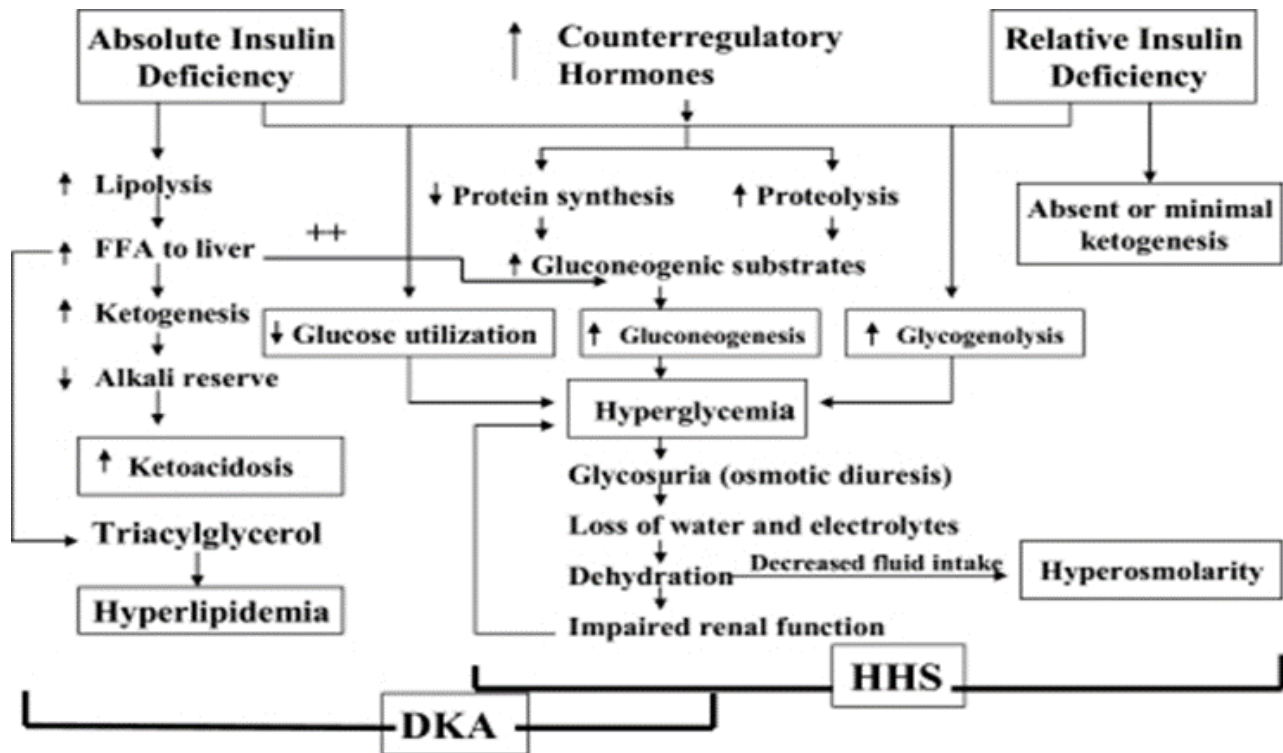 Absolute Insulin
Deficiency
↑ Counterregulatory
Hormones
Relative Insulin
Deficiency
↑ Lipolysis
↓ Protein synthesis
↑ Proteolysis
Absent or minimal
ketogenesis
↑ FFA to liver
++
↑ Gluconeogenic substrates
↑ Ketogenesis
↓ Glucose utilization
↑ Gluconeogenesis
↑ Glycogenolysis
↓ Alkali reserve
Hyperglycemia
↑ Ketoacidosis
Glycosuria (osmotic diuresis)
Triacylglycerol
Loss of water and electrolytes
Dehydration
Decreased fluid intake
Hyperosmolarity
Hyperlipidemia
Impaired renal function
HHS
DKA